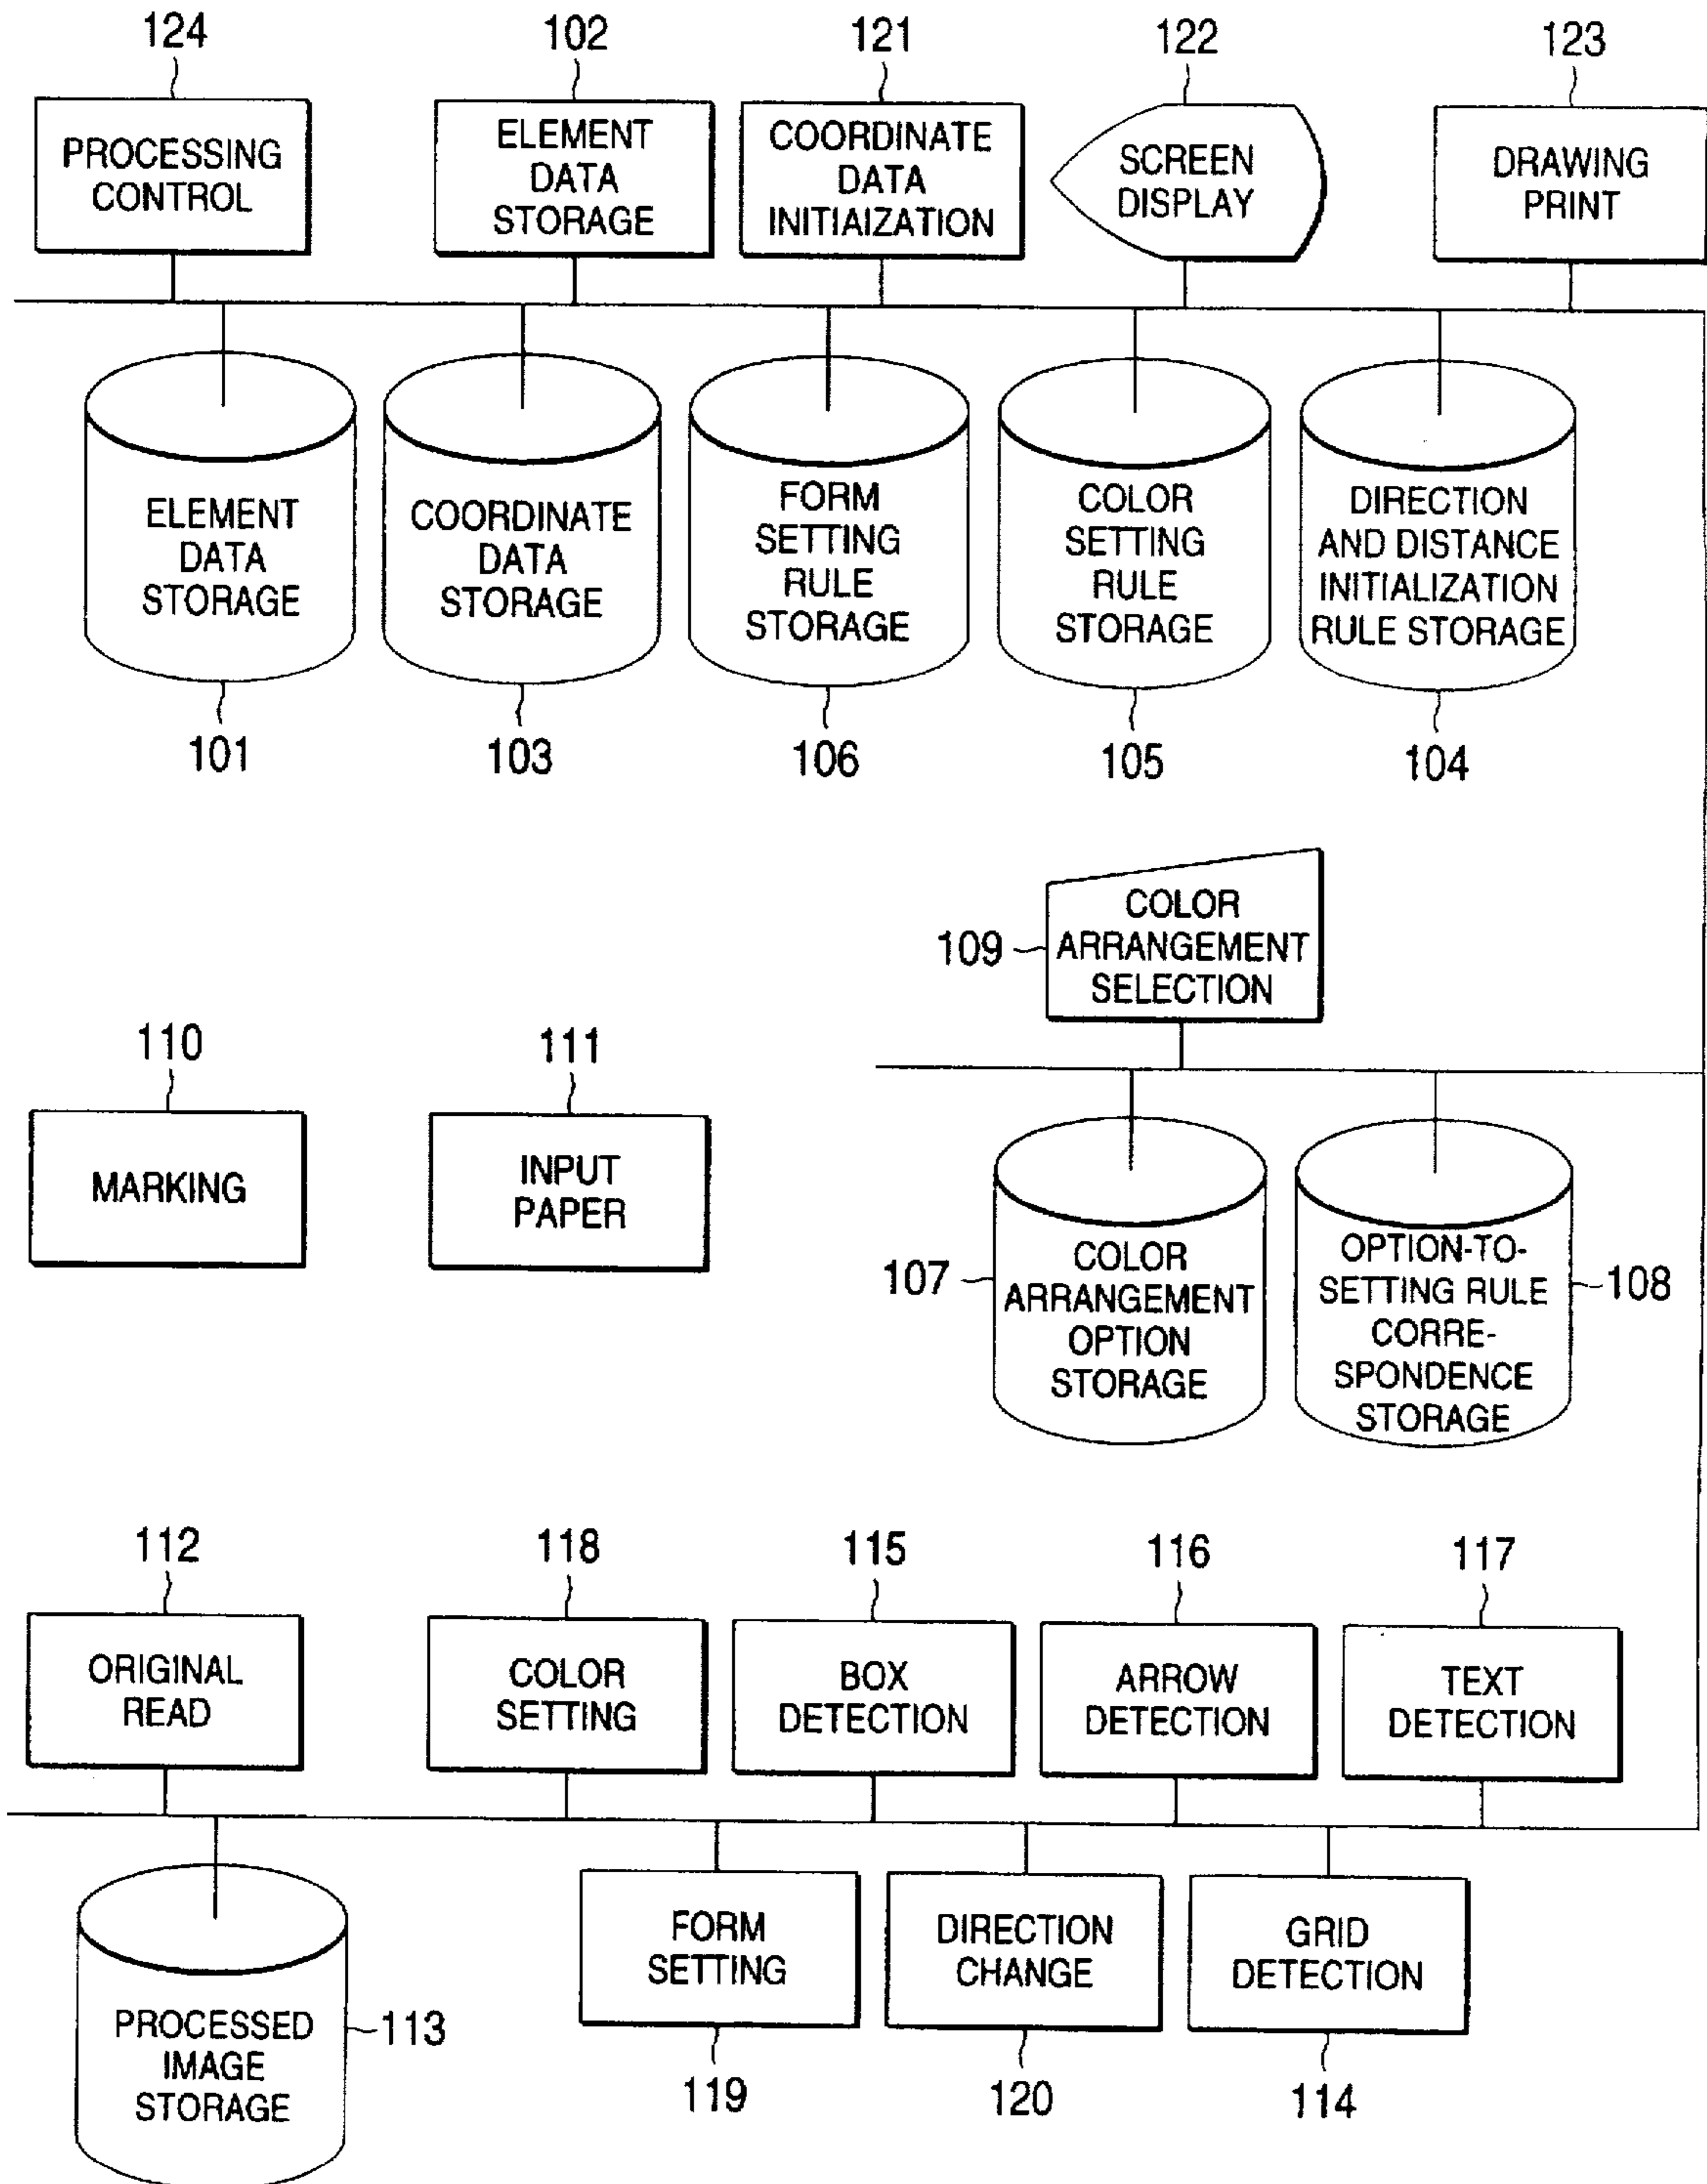 124
102
121
122
123
PROCESSING
CONTROL
ELEMENT
DATA
STORAGE
COORDINATE
DATA
INITIAIZATION
SCREEN
DISPLAY
DRAWING
PRINT
ELEMENT
DATA
STORAGE
COORDINATE
DATA
STORAGE
FORM
SETTING
RULE
STORAGE
COLOR
SETTING
RULE
STORAGE
DIRECTION
AND DISTANCE
INITIALIZATION
RULE STORAGE
101
103
106
105
104
109
COLOR
ARRANGEMENT
SELECTION
110
111
MARKING
INPUT
PAPER
107
COLOR
ARRANGEMENT
OPTION
STORAGE
OPTION-TO-
SETTING RULE
CORRE-
SPONDENCE
STORAGE
108
112
118
115
116
117
ORIGINAL
READ
COLOR
SETTING
BOX
DETECTION
ARROW
DETECTION
TEXT
DETECTION
PROCESSED
IMAGE
STORAGE
113
FORM
SETTING
DIRECTION
CHANGE
GRID
DETECTION
119
120
114